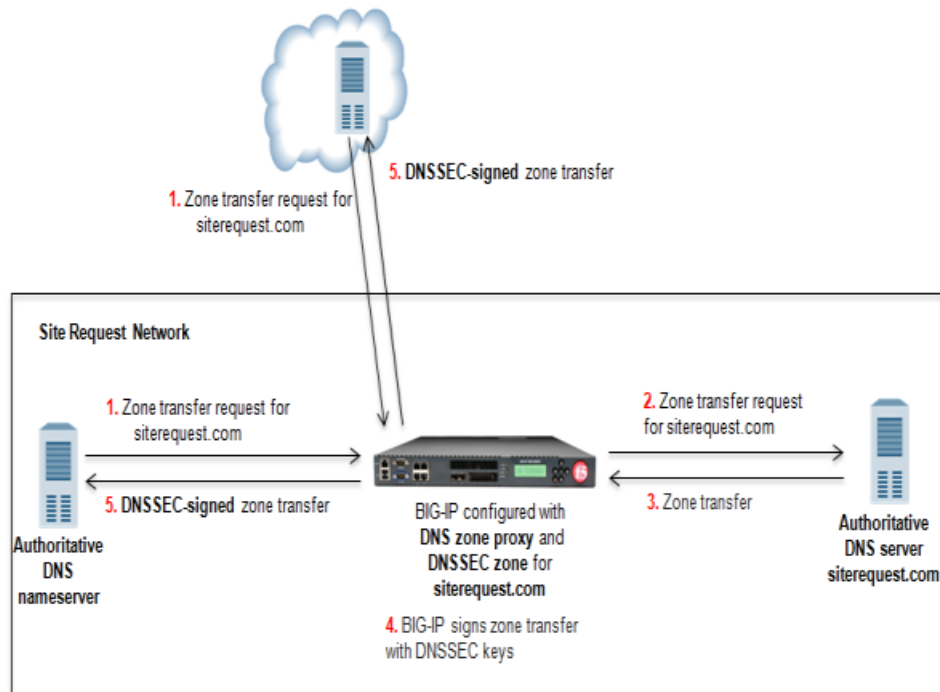 5. DNSSEC-signed zone transfer
1. Zone transfer request for
siterequest.com
Site Request Network
1. Zone transfer request for
siterequest.com
5. DNSSEC-signed zone transfer
Authoritative
DNS
nameserver
BIG-IP configured with
DNS zone proxy and
DNSSEC zone for
siterequest.com
4. BIG-IP signs zone transfer
with DNSSEC keys
2. Zone transfer request
for siterequest.com
3. Zone transfer
Authoritative
DNS server
siterequest.com
f5